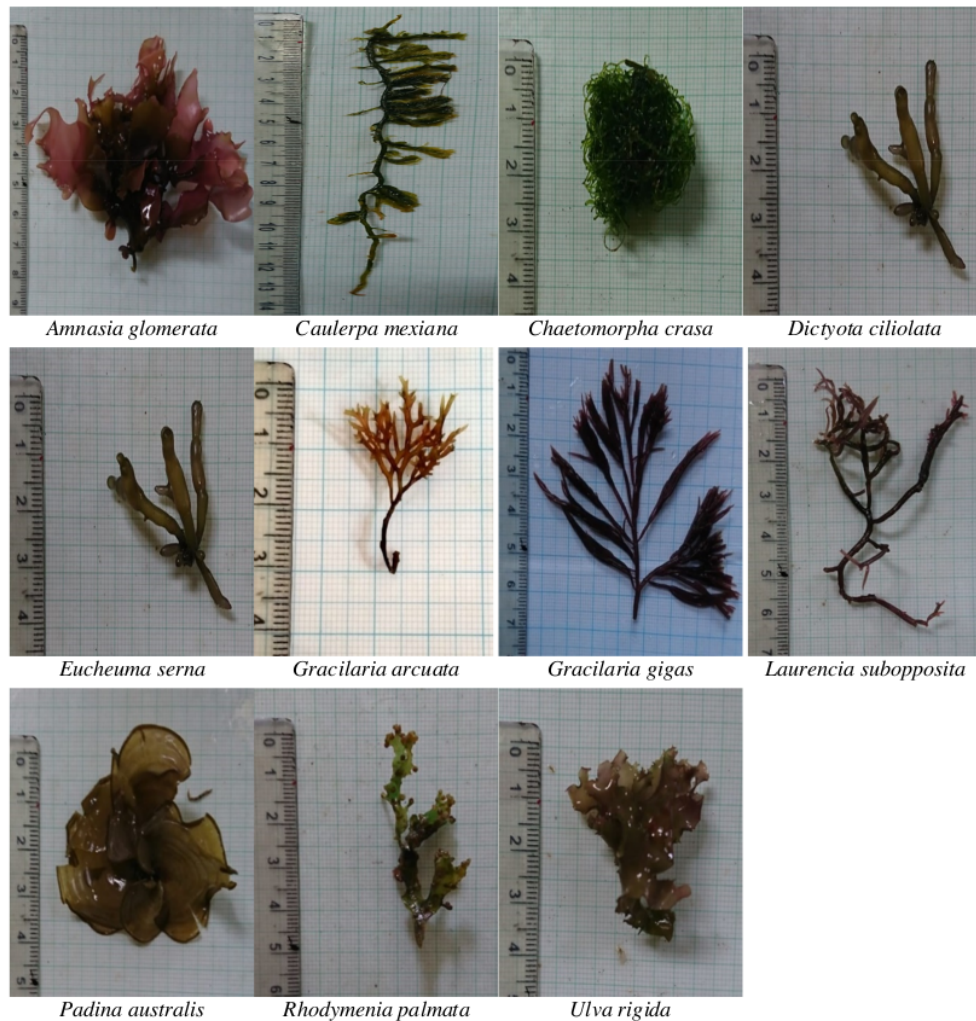 Amnasia glomerata
Caulerpa mexiana
Chaetomorpha crasa
Dictyota ciliolata
Eucheuma serna
Gracilaria arcuata
Gracilaria gigas
Laurencia subopposita
Padina australis
Rhodymenia palmata
Ulva rigida